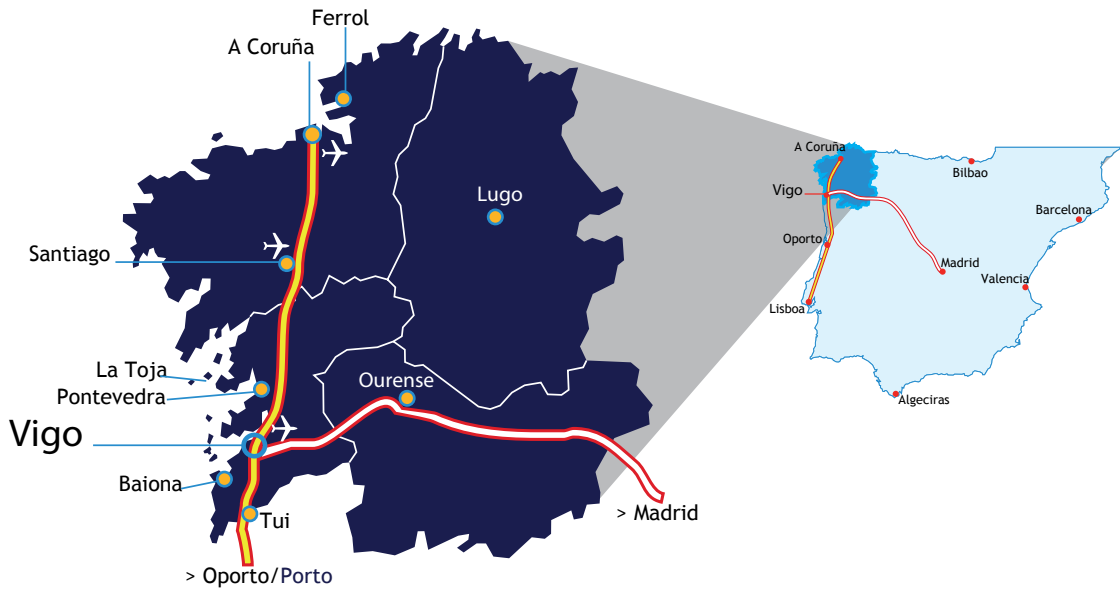 Ferrol
A Coruña
Lugo
Santiago
La Toja
Pontevedra
Ourense
Vigo
Baiona
Tui
> Madrid
> Oporto/Porto
A Coruña
Bilbao
Vigo
Barcelona
Oporto
Madrid
Valencia
Lisboa
Algeciras